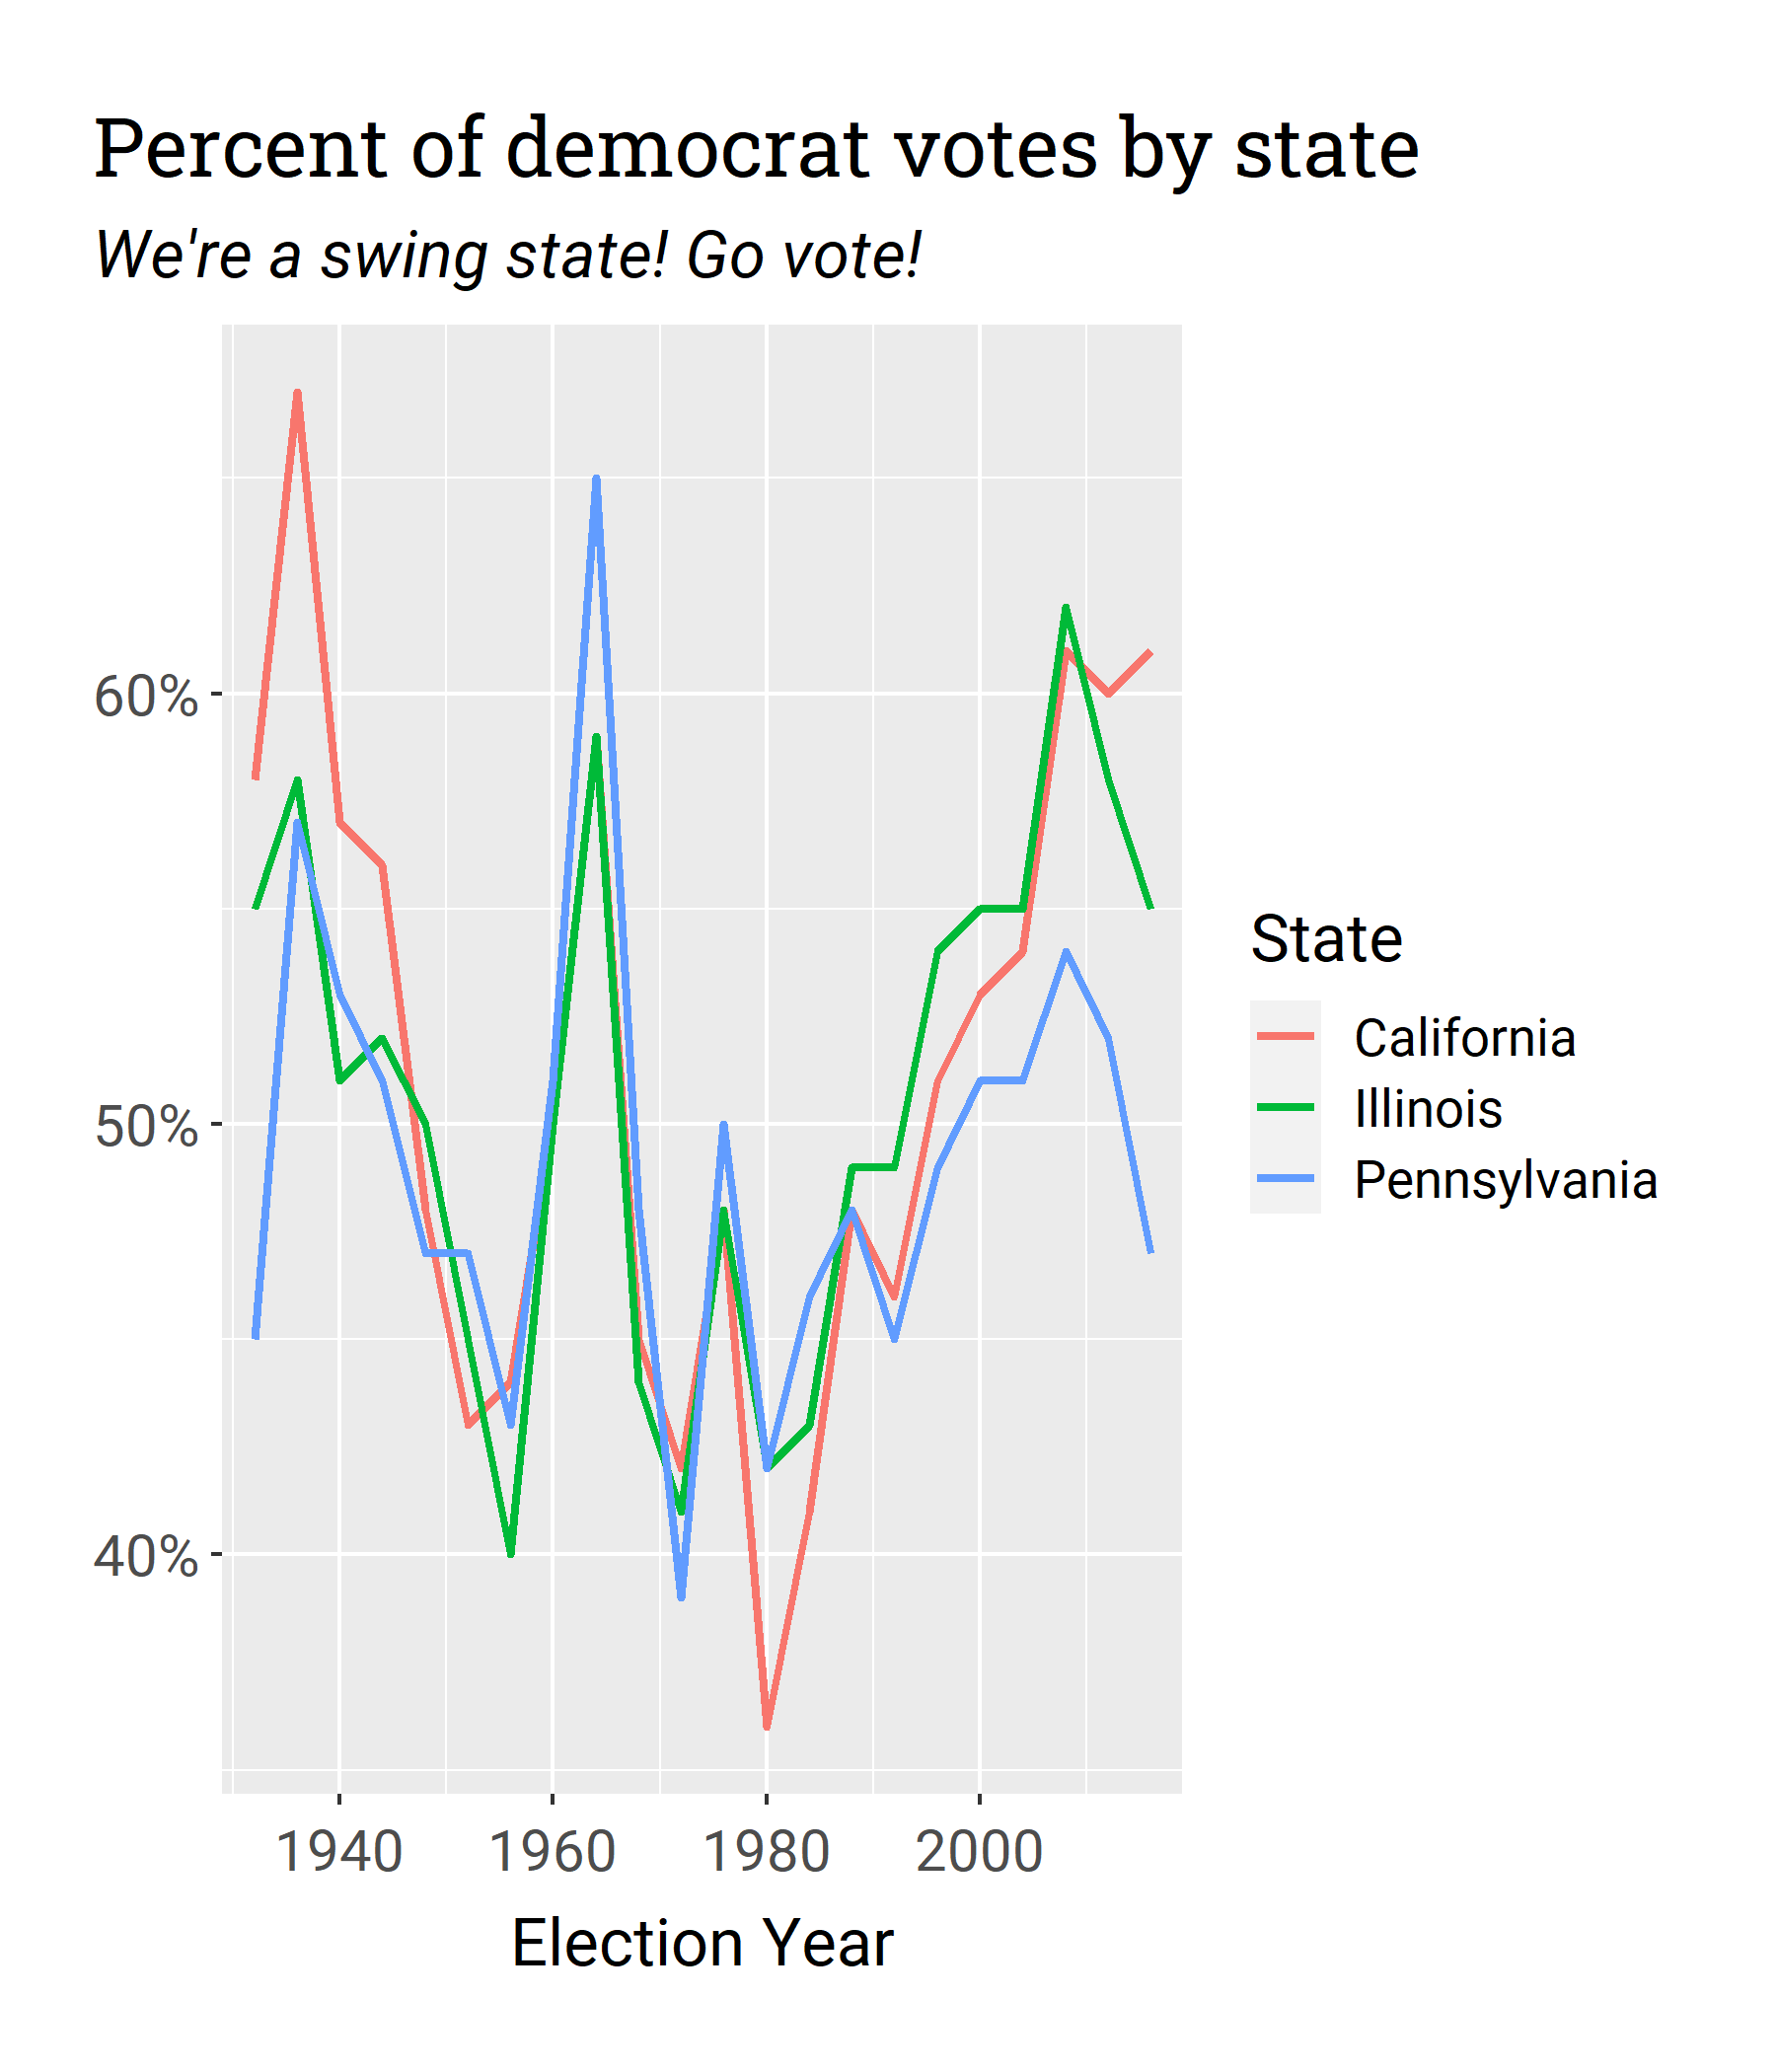 Percent of democrat votes by state
We're a swing state! Go vote!
60%
50%
40%
1940 1960 1980 2000
Election Year
State
California
Illinois
Pennsylvania